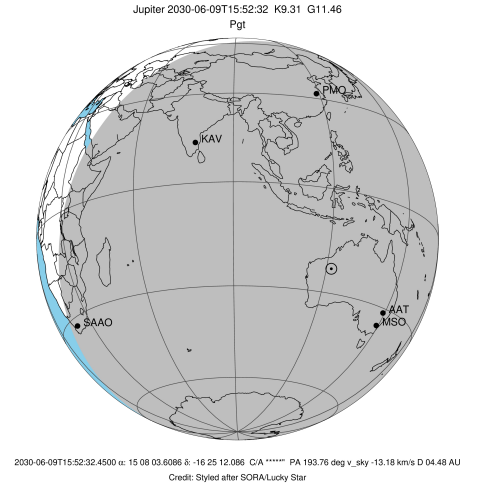 Jupiter 2030-06-09T15:52:32  K9.31  G11.46
Pgt
PMO
KAV
AAT
MSO
SAAO
2030-06-09T15:52:32.4500 α: 15 08 03.6086 δ: -16 25 12.086  C/A *****"  PA 193.76 deg v_sky -13.18 km/s D 04.48 AU
Credit: Styled after SORA/Lucky Star